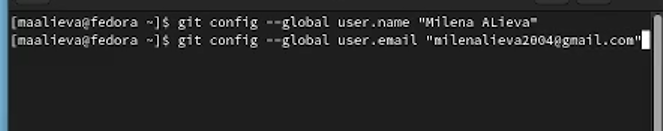 [maalieva@fedora ~]$ git config --global user.name "Milena ALieva"
[maalieva@fedora ~]$ git config --global user.email "milenalieva2004@gmail.com"